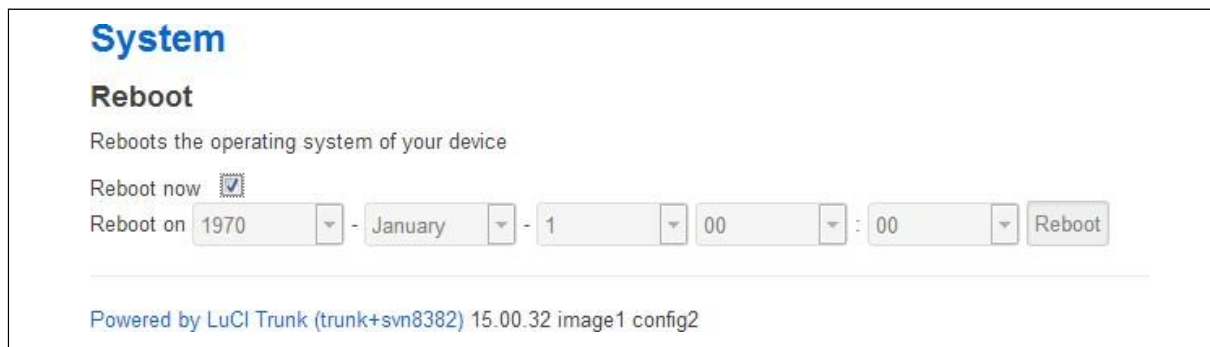 System
Reboot
Reboots the operating system of your device
Reboot now
Reboot on 1970 - January - 1 00 : 00 Reboot
Powered by LuCI Trunk (trunk+svn8382) 15.00.32 image1 config2